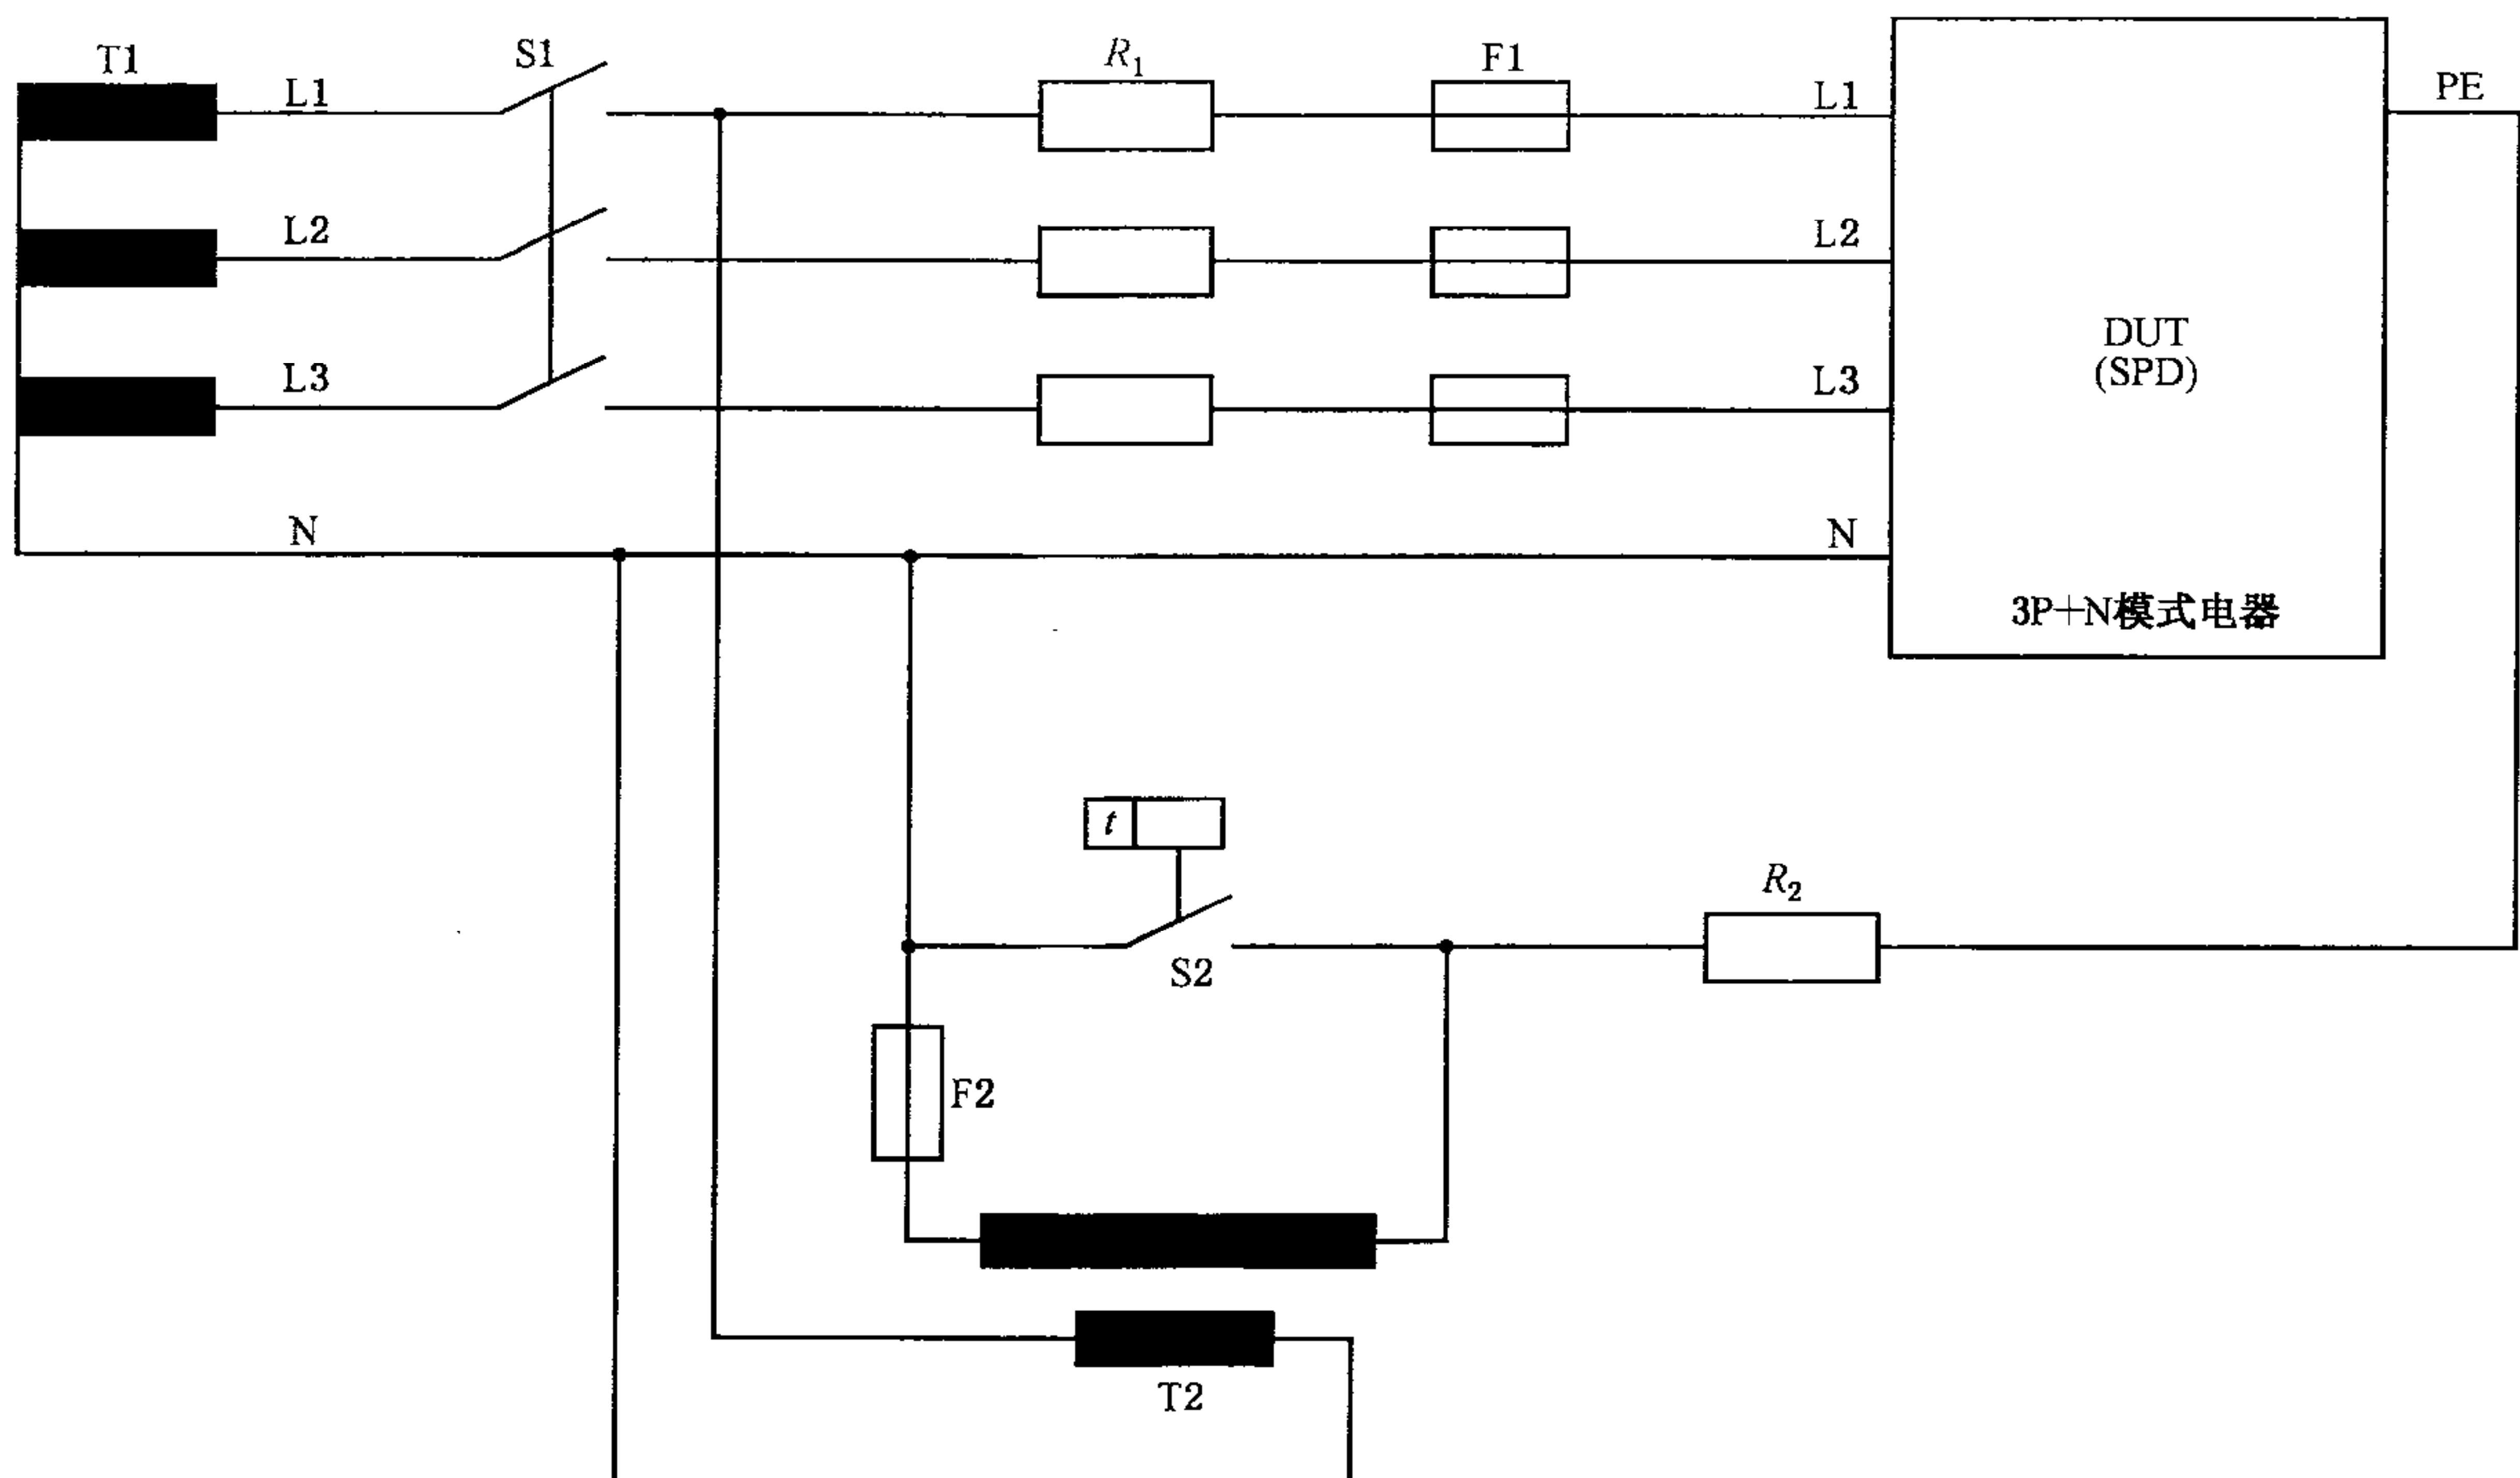 T1
S1
R₁
F1
L1
L1
PE
L2
L2
L3
L3
DUT
(SPD)
N
N
3P+N模式电器
t
S2
R₂
F2
T2